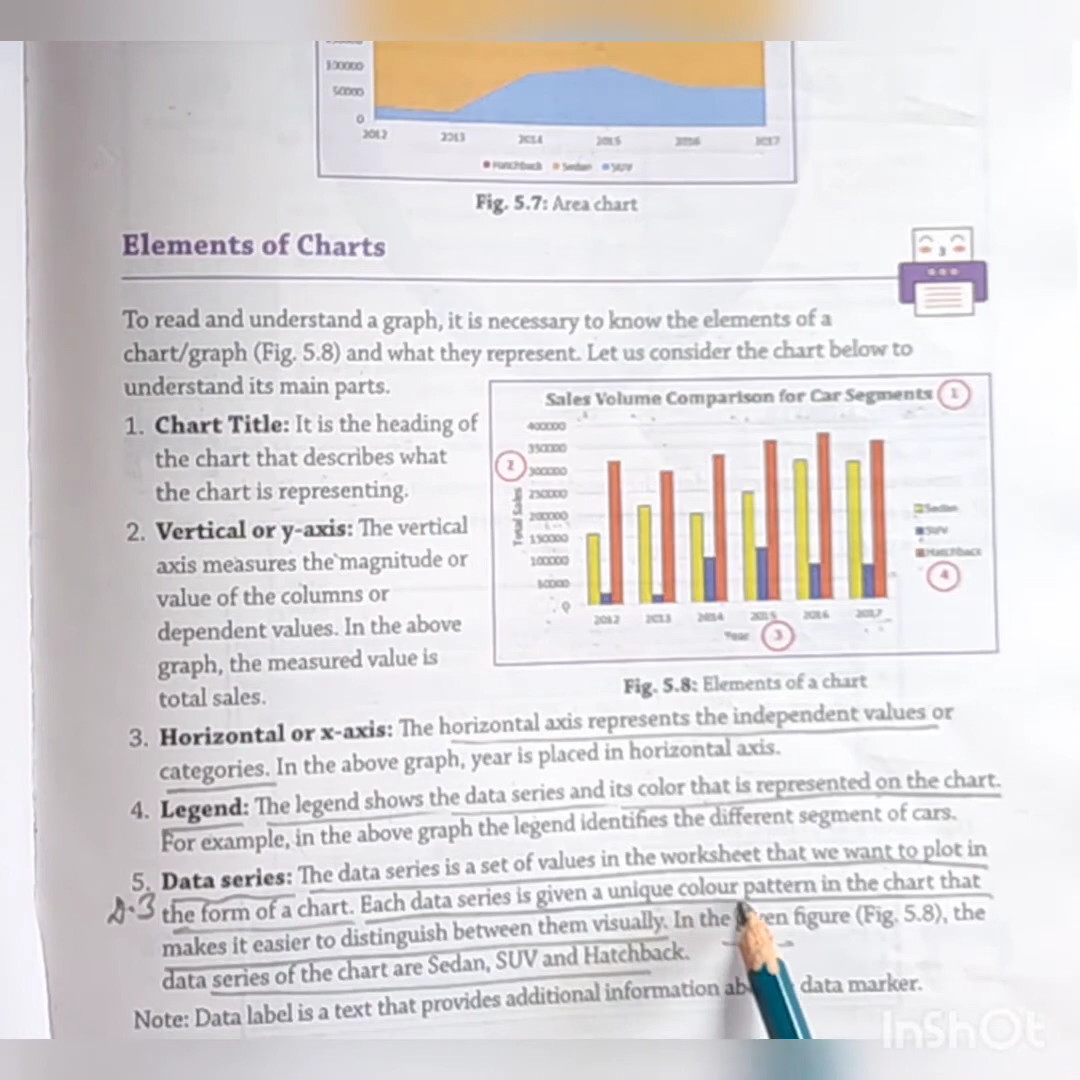 100000
50000
0
2012 2013 2014 2015 2016 2017
Hatchback Sedan SUV
Fig. 5.7: Area chart
Elements of Charts
To read and understand a graph, it is necessary to know the elements of a
chart/graph (Fig. 5.8) and what they represent. Let us consider the chart below to
understand its main parts.
1. Chart Title: It is the heading of
the chart that describes what
the chart is representing.
2. Vertical or y-axis: The vertical
axis measures the magnitude or
value of the columns or
dependent values. In the above
graph, the measured value is
total sales.
Sales Volume Comparison for Car Segments 1
400000
350000
2
300000
250000
200000
150000
100000
50000
0
Total Sales
2012 2013 2014 2015 2016 2017
Year 3
Sedan
SUV
Hatchback
4
Fig. 5.8: Elements of a chart
3. Horizontal or x-axis: The horizontal axis represents the independent values or
categories. In the above graph, year is placed in horizontal axis.
4. Legend: The legend shows the data series and its color that is represented on the chart.
For example, in the above graph the legend identifies the different segment of cars.
5. Data series: The data series is a set of values in the worksheet that we want to plot in
the form of a chart. Each data series is given a unique colour pattern in the chart that
makes it easier to distinguish between them visually. In the figure (Fig. 5.8), the
data series of the chart are Sedan, SUV and Hatchback.
Note: Data label is a text that provides additional information data marker.
InShOt